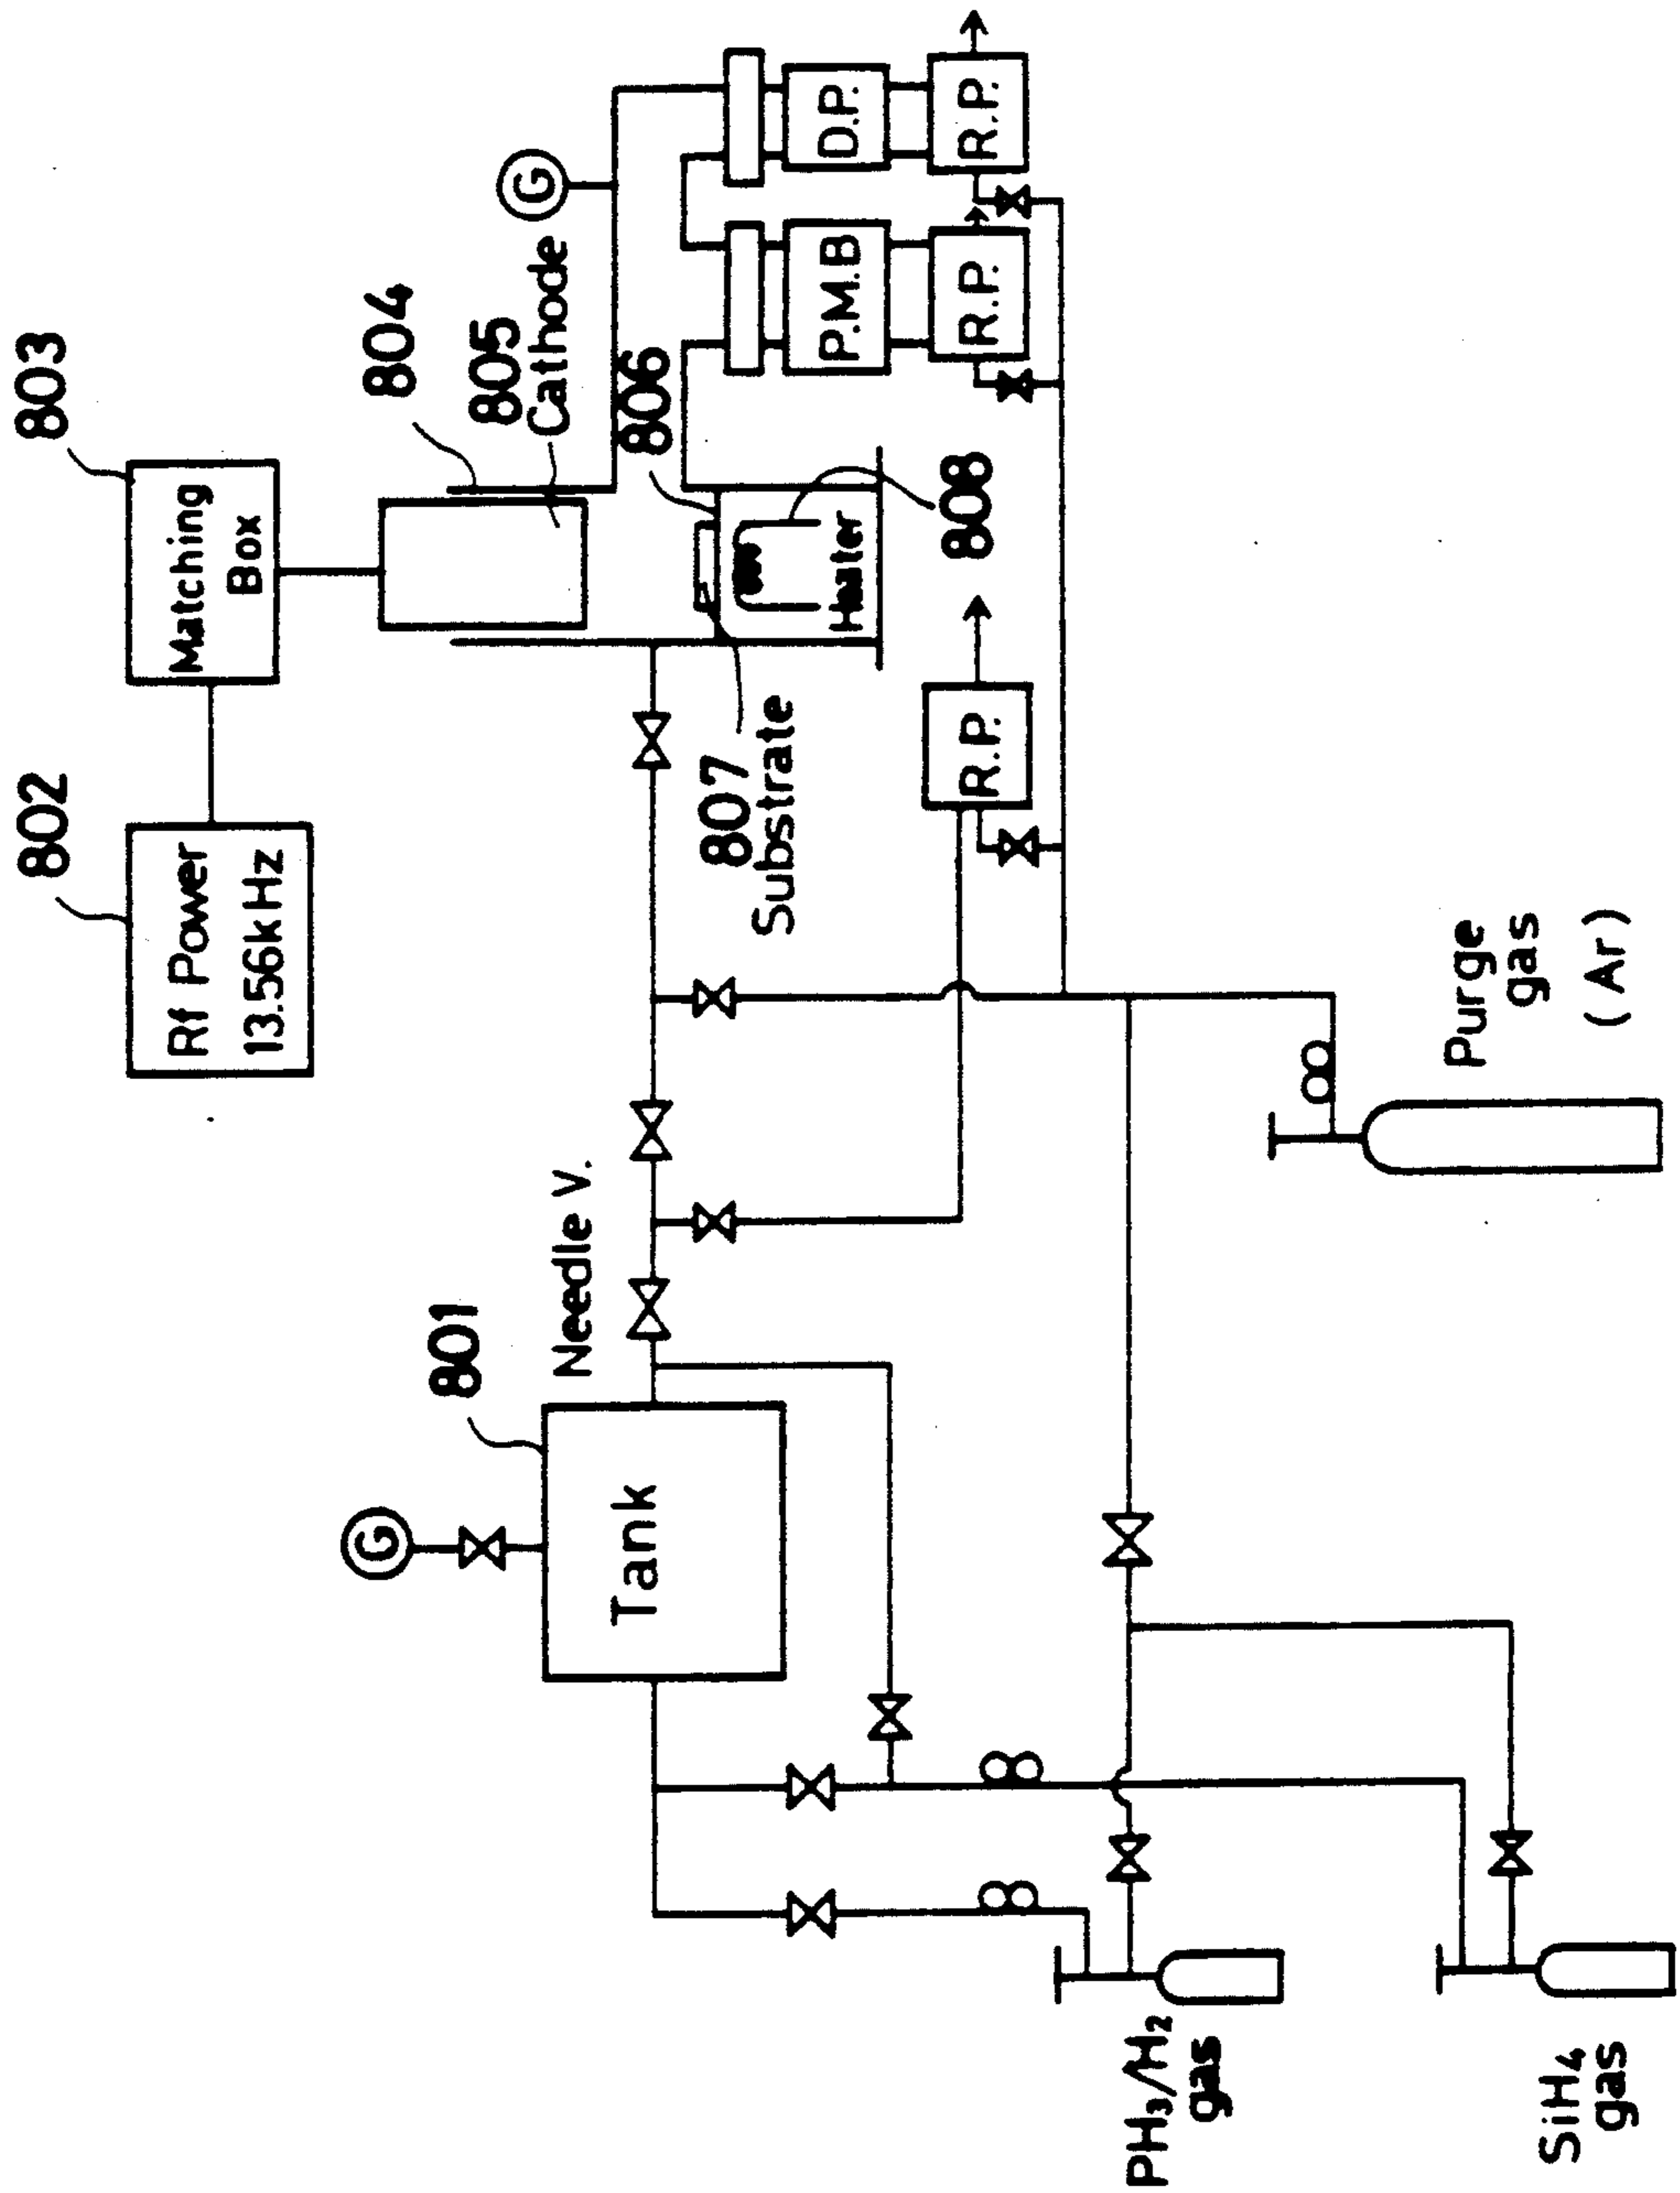 802
803
Rf Power
13.56kHz
Matching
Box
804
805
Cathode
G
806
807
Substrate
808
Heater
P.M.B
D.P.
R.P.
R.P.
R.P.
801
G
Tank
Needle V.
PH3/H2
gas
SiH4
gas
Purge
gas
(Ar)